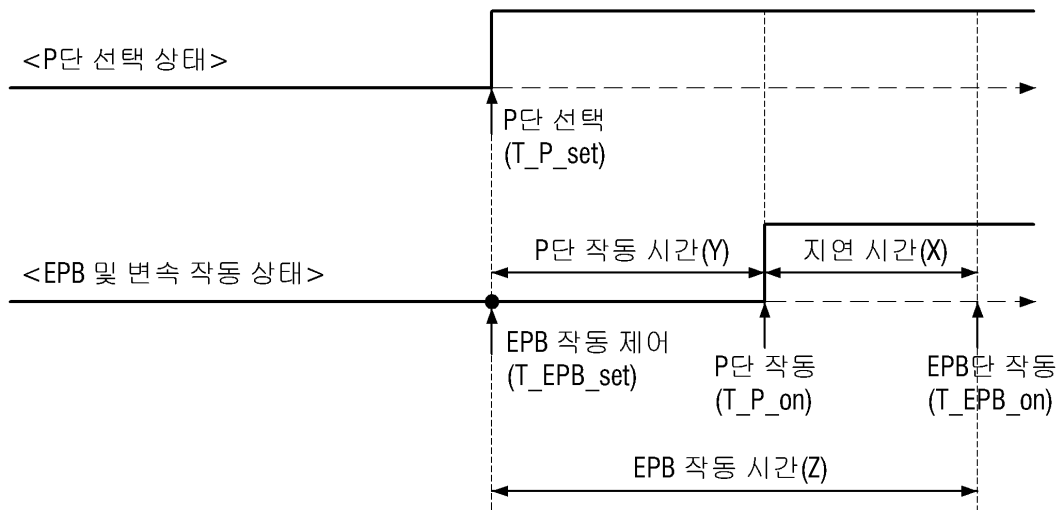 <P단 선택 상태>
P단 선택
(T_P_set)
P단 작동 시간(Y)
지연 시간(X)
<EPB 및 변속 작동 상태>
EPB 작동 제어
(T_EPB_set)
P단 작동
(T_P_on)
EPB단 작동
(T_EPB_on)
EPB 작동 시간(Z)